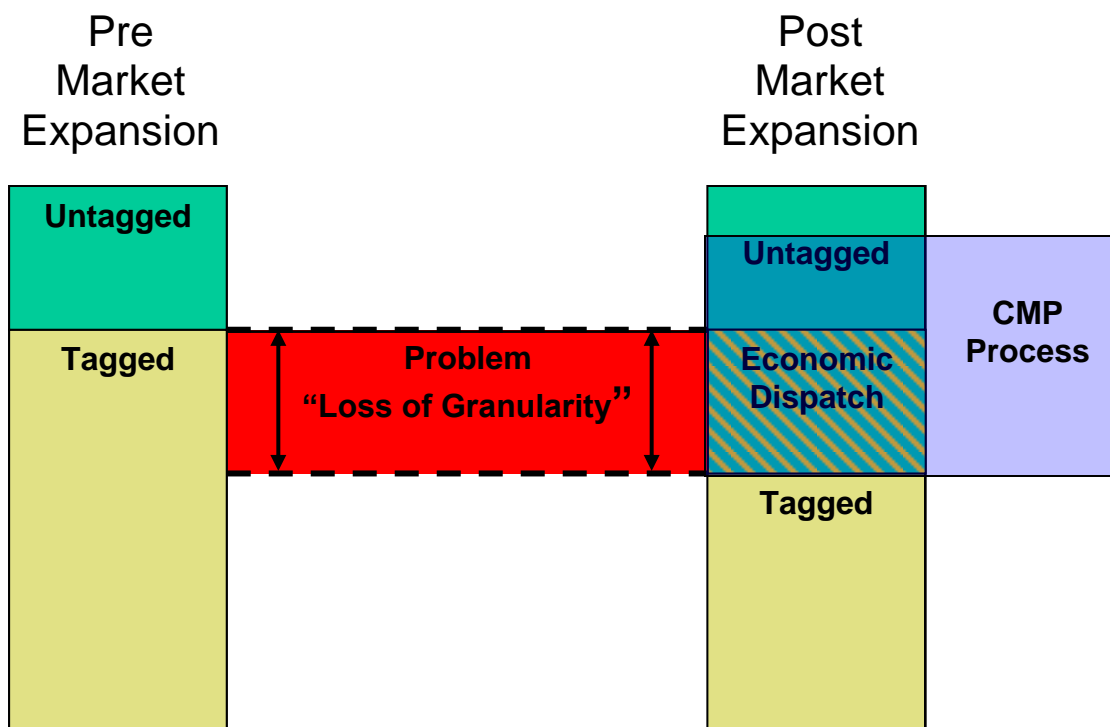 Pre
Market
Expansion
Post
Market
Expansion
Untagged
Tagged
Problem
“Loss of Granularity”
Untagged
Economic
Dispatch
Tagged
CMP
Process